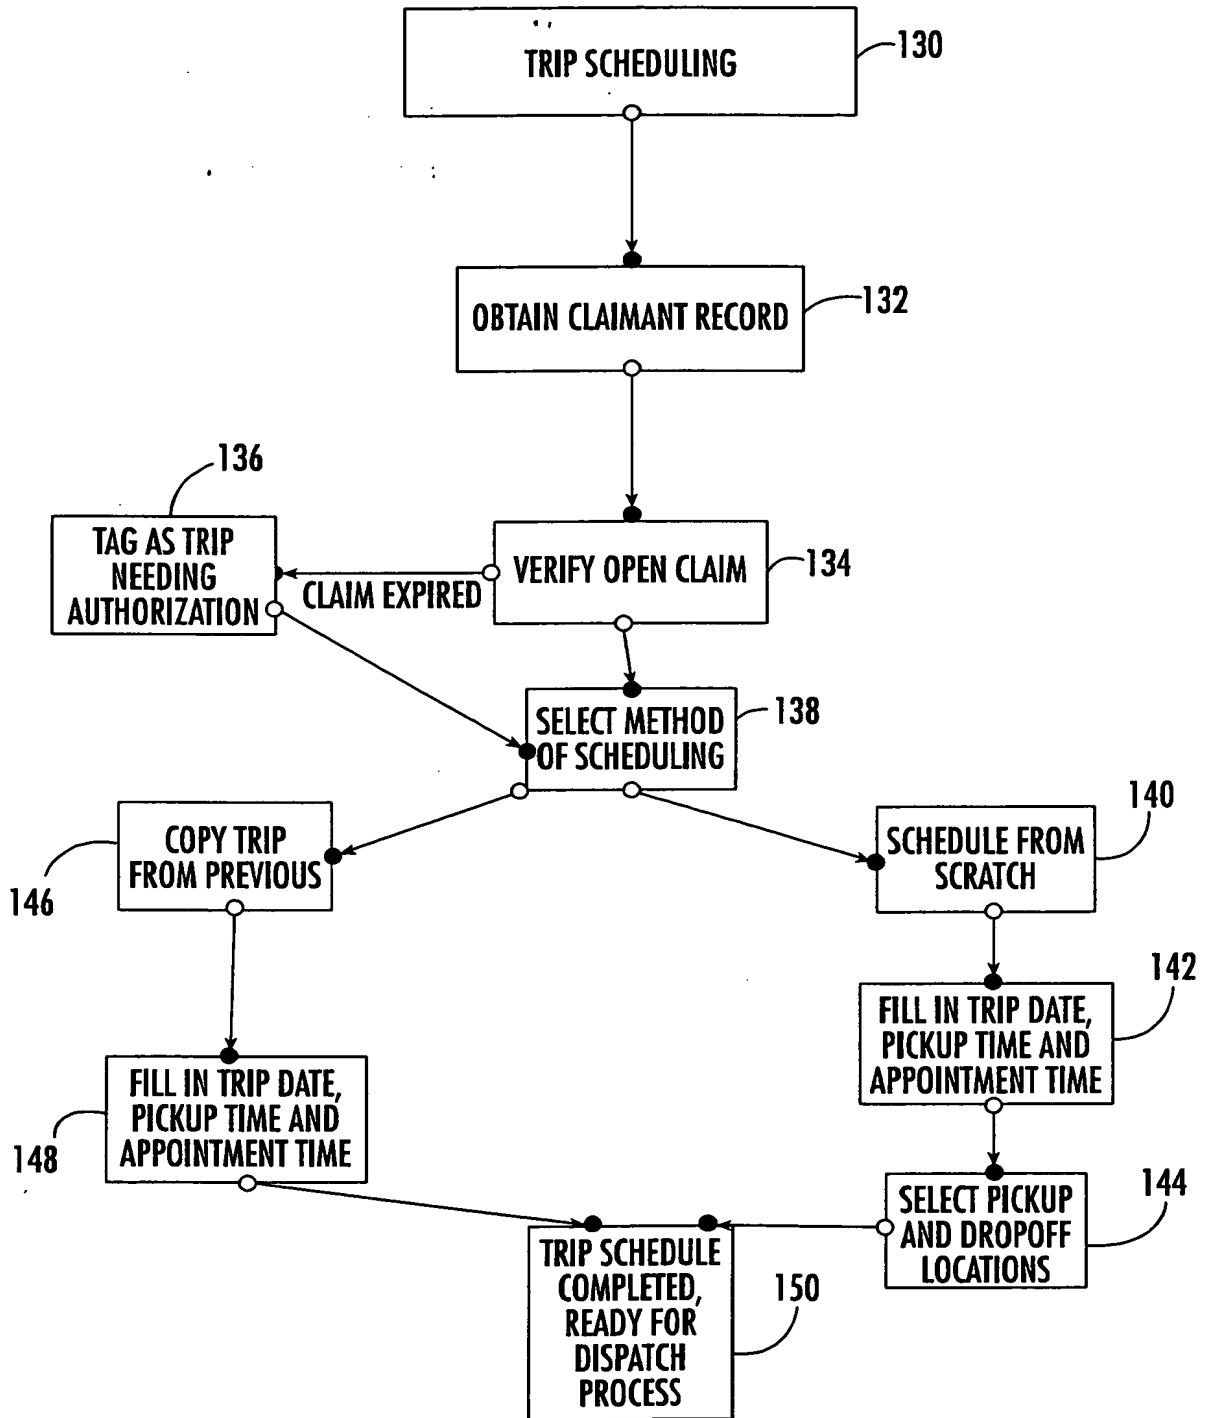 TRIP SCHEDULING
130
OBTAIN CLAIMANT RECORD
132
136
TAG AS TRIP
NEEDING
AUTHORIZATION
CLAIM EXPIRED
VERIFY OPEN CLAIM
134
SELECT METHOD
OF SCHEDULING
138
COPY TRIP
FROM PREVIOUS
146
140
SCHEDULE FROM
SCRATCH
142
FILL IN TRIP DATE,
PICKUP TIME AND
APPOINTMENT TIME
FILL IN TRIP DATE,
PICKUP TIME AND
APPOINTMENT TIME
148
SELECT PICKUP
AND DROPOFF
LOCATIONS
144
TRIP SCHEDULE
COMPLETED,
READY FOR
DISPATCH
PROCESS
150